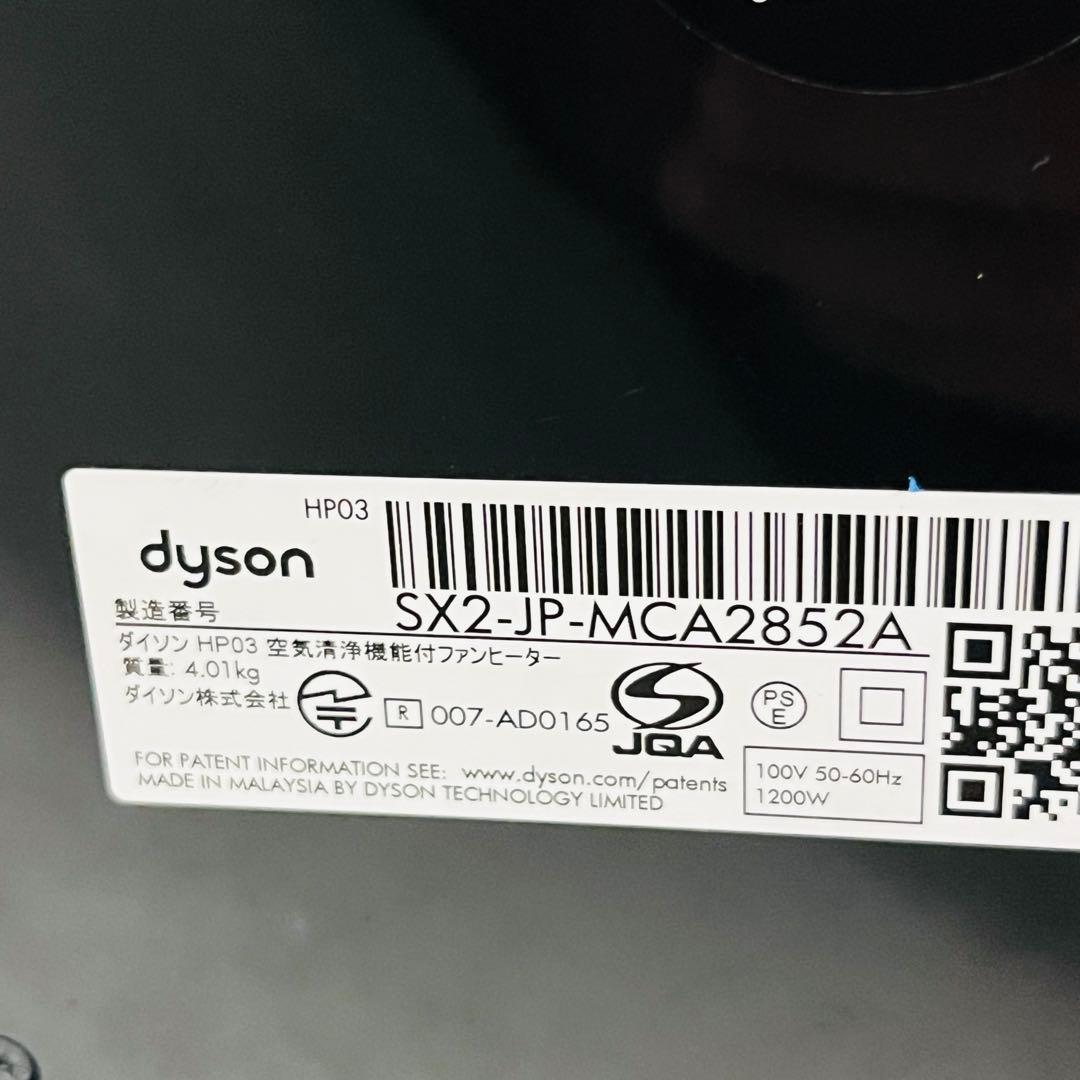 HP03
dyson
製造番号
SX2-JP-MCA2852A
ダイソン HP03 空気清浄機能付ファンヒーター
質量: 4.01kg
ダイソン株式会社
R 007-AD0165
JQA
PS
E
FOR PATENT INFORMATION SEE: www.dyson.com/patents
MADE IN MALAYSIA BY DYSON TECHNOLOGY LIMITED
100V 50-60Hz
1200W